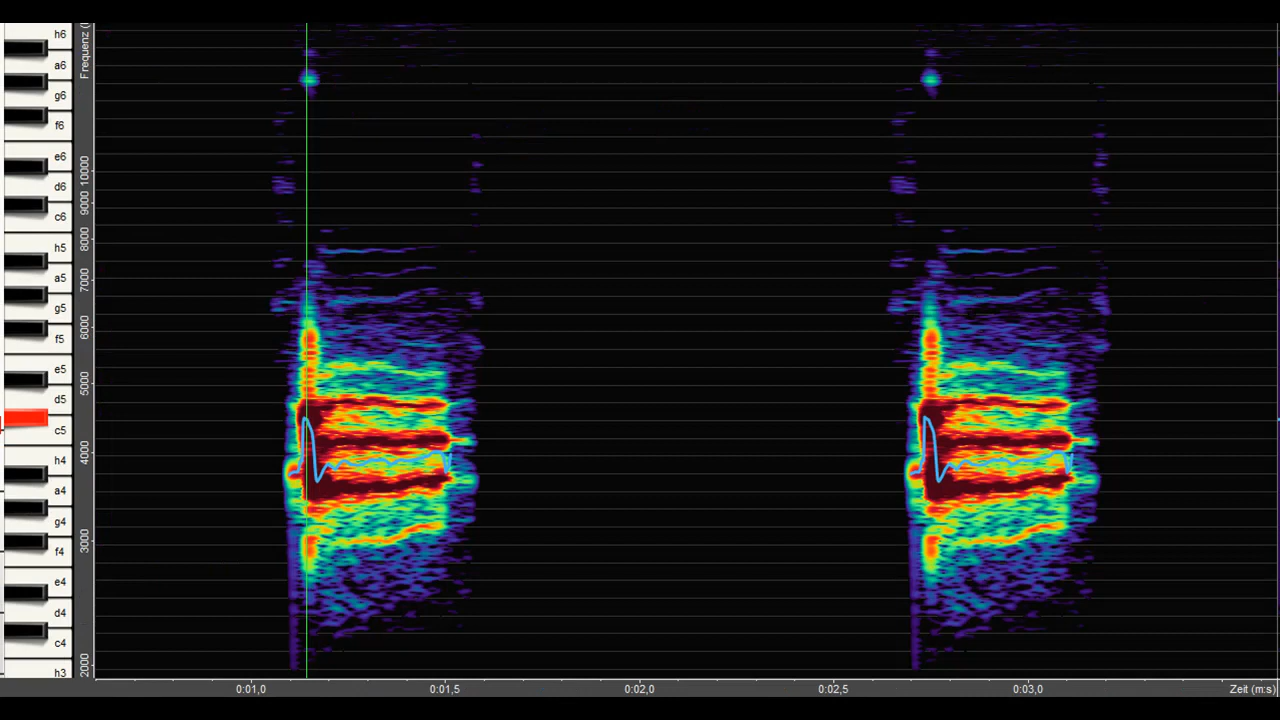 h6
a6
g6
f6
e6
d6
c6
h5
a5
g5
f5
e5
d5
c5
h4
a4
g4
f4
e4
d4
c4
h3
Frequenz
10000
9000
8000
7000
6000
5000
4000
3000
2000
0:01,0 0:01,5 0:02,0 0:02,5 0:03,0 Zeit (m:s)